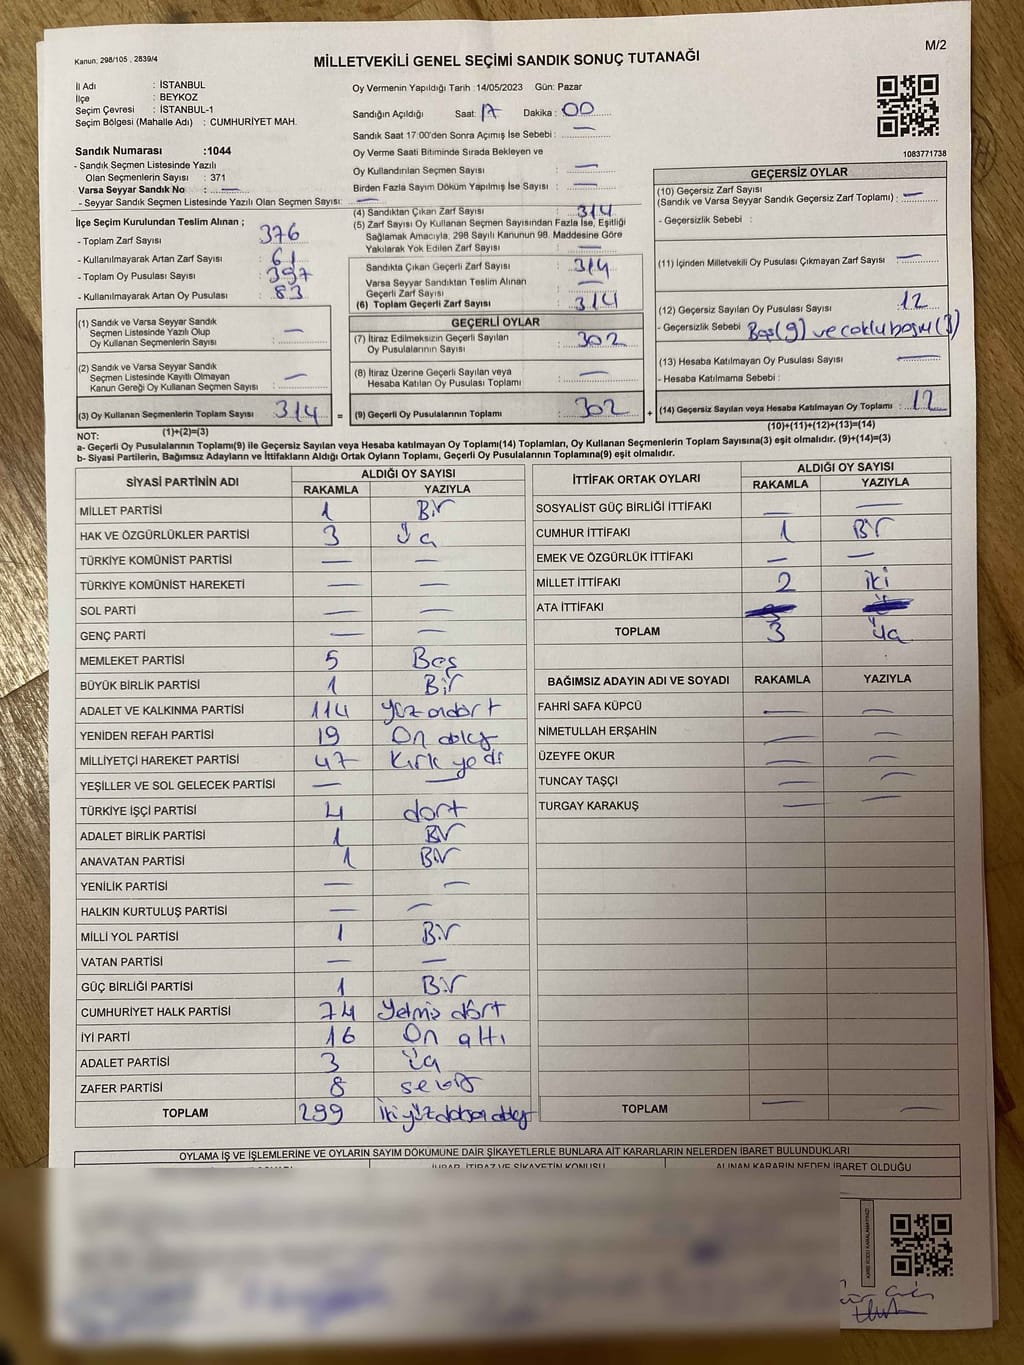 M/2
Kanun: 298/105 , 2839/4
MİLLETVEKİLİ GENEL SEÇİMİ SANDIK SONUÇ TUTANAĞI
İl Adı : İSTANBUL
İlçe : BEYKOZ
Seçim Çevresi : İSTANBUL-1
Seçim Bölgesi (Mahalle Adı) : CUMHURİYET MAH.
Sandık Numarası :1044
- Sandık Seçmen Listesinde Yazılı
Olan Seçmenlerin Sayısı : 371
Varsa Seyyar Sandık No : —
- Seyyar Sandık Seçmen Listesinde Yazılı Olan Seçmen Sayısı: —
Oy Vermenin Yapıldığı Tarih : 14/05/2023 Gün: Pazar
Sandığın Açıldığı Saat: 17 Dakika : 00
Sandık Saat 17:00'den Sonra Açımış İse Sebebi : —
Oy Verme Saati Bitiminde Sırada Bekleyen ve
Oy Kullandırılan Seçmen Sayısı : —
Birden Fazla Sayım Döküm Yapılmış İse Sayısı : —
1083771738
İlçe Seçim Kurulundan Teslim Alınan ;
- Toplam Zarf Sayısı : 376
- Kullanılmayarak Artan Zarf Sayısı : 61
- Toplam Oy Pusulası Sayısı : 397
- Kullanılmayarak Artan Oy Pusulası : 83
(1) Sandık ve Varsa Seyyar Sandık
Seçmen Listesinde Yazılı Olup
Oy Kullanan Seçmenlerin Sayısı : —
(2) Sandık ve Varsa Seyyar Sandık
Seçmen Listesinde Kayıtlı Olmayan
Kanun Gereği Oy Kullanan Seçmen Sayısı : —
(3) Oy Kullanan Seçmenlerin Toplam Sayısı : 314
(1)+(2)=(3)
(4) Sandıktan Çıkan Zarf Sayısı : 314
(5) Zarf Sayısı Oy Kullanan Seçmen Sayısından Fazla İse, Eşitliği
Sağlamak Amacıyla, 298 Sayılı Kanunun 98. Maddesine Göre
Yakılarak Yok Edilen Zarf Sayısı : —
Sandıkta Çıkan Geçerli Zarf Sayısı : 314
Varsa Seyyar Sandıktan Teslim Alınan
Geçerli Zarf Sayısı : —
(6) Toplam Geçerli Zarf Sayısı : 314
GEÇERLİ OYLAR
(7) İtiraz Edilmeksizin Geçerli Sayılan
Oy Pusulalarının Sayısı : 302
(8) İtiraz Üzerine Geçerli Sayılan veya
Hesaba Katılan Oy Pusulası Toplamı : —
= (9) Geçerli Oy Pusulalarının Toplamı : 302
GEÇERSİZ OYLAR
(10) Geçersiz Zarf Sayısı
(Sandık ve Varsa Seyyar Sandık Geçersiz Zarf Toplamı) : —
- Geçersizlik Sebebi :
(11) İçinden Milletvekili Oy Pusulası Çıkmayan Zarf Sayısı : —
(12) Geçersiz Sayılan Oy Pusulası Sayısı : 12
- Geçersizlik Sebebi : Boş(9) ve çoklu basım (3)
(13) Hesaba Katılmayan Oy Pusulası Sayısı : —
- Hesaba Katılmama Sebebi :
+ (14) Geçersiz Sayılan veya Hesaba Katılmayan Oy Toplamı : 12
(10)+(11)+(12)+(13)=(14)
NOT:
a- Geçerli Oy Pusulalarının Toplamı(9) ile Geçersiz Sayılan veya Hesaba katılmayan Oy Toplamı(14) Toplamları, Oy Kullanan Seçmenlerin Toplam Sayısına(3) eşit olmalıdır. (9)+(14)=(3)
b- Siyasi Partilerin, Bağımsız Adayların ve İttifakların Aldığı Ortak Oyların Toplamı, Geçerli Oy Pusulalarının Toplamına(9) eşit olmalıdır.
SİYASİ PARTİNİN ADI ALDIĞI OY SAYISI
RAKAMLA YAZIYLA
MİLLET PARTİSİ 1 Bir
HAK VE ÖZGÜRLÜKLER PARTİSİ 3 üç
TÜRKİYE KOMÜNİST PARTİSİ — —
TÜRKİYE KOMÜNİST HAREKETİ — —
SOL PARTİ — —
GENÇ PARTİ — —
MEMLEKET PARTİSİ 5 Beş
BÜYÜK BİRLİK PARTİSİ 1 Bir
ADALET VE KALKINMA PARTİSİ 114 yüz ondört
YENİDEN REFAH PARTİSİ 19 On dokuz
MİLLİYETÇİ HAREKET PARTİSİ 47 Kırk yedi
YEŞİLLER VE SOL GELECEK PARTİSİ — —
TÜRKİYE İŞÇİ PARTİSİ 4 dört
ADALET BİRLİK PARTİSİ 1 Bir
ANAVATAN PARTİSİ 1 Bir
YENİLİK PARTİSİ — —
HALKIN KURTULUŞ PARTİSİ — —
MİLLİ YOL PARTİSİ 1 Bir
VATAN PARTİSİ — —
GÜÇ BİRLİĞİ PARTİSİ 1 Bir
CUMHURİYET HALK PARTİSİ 74 yetmiş dört
İYİ PARTİ 16 On altı
ADALET PARTİSİ 3 üç
ZAFER PARTİSİ 8 sekiz
TOPLAM 299 iki yüz doksan dokuz
İTTİFAK ORTAK OYLARI ALDIĞI OY SAYISI
RAKAMLA YAZIYLA
SOSYALİST GÜÇ BİRLİĞİ İTTİFAKI — —
CUMHUR İTTİFAKI 1 Bir
EMEK VE ÖZGÜRLÜK İTTİFAKI — —
MİLLET İTTİFAKI 2 iki
ATA İTTİFAKI
TOPLAM 3 üç
BAĞIMSIZ ADAYIN ADI VE SOYADI RAKAMLA YAZIYLA
FAHRİ SAFA KÜPCÜ — —
NİMETULLAH ERŞAHİN — —
ÜZEYFE OKUR — —
TUNCAY TAŞÇI — —
TURGAY KARAKUŞ — —
TOPLAM — —
OYLAMA İŞ VE İŞLEMLERİNE VE OYLARIN SAYIM DÖKÜMÜNE DAİR ŞİKAYETLERLE BUNLARA AİT KARARLARIN NELERDEN İBARET BULUNDUKLARI
İHBAR, İTİRAZ VE ŞİKAYETİN KONUSU ALINAN KARARIN NEDEN İBARET OLDUĞU